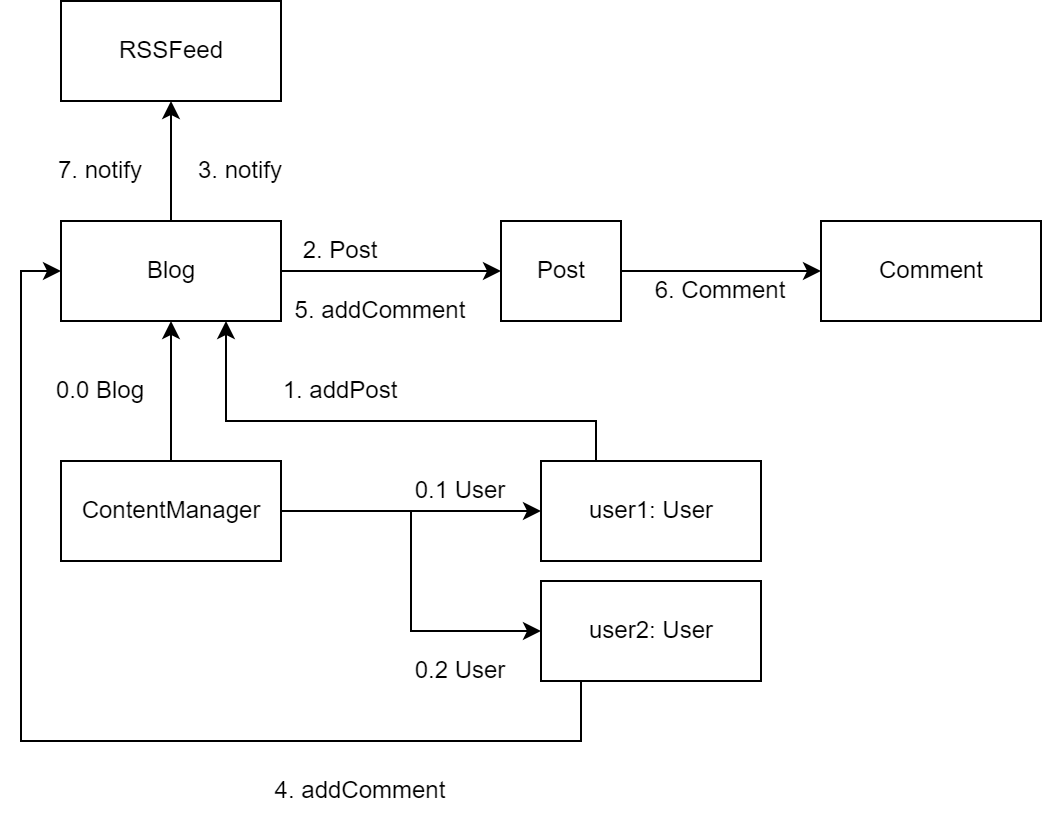 RSSFeed
7. notify
3. notify
Blog
2. Post
5. addComment
Post
6. Comment
Comment
0.0 Blog
1. addPost
ContentManager
0.1 User
user1: User
user2: User
0.2 User
4. addComment